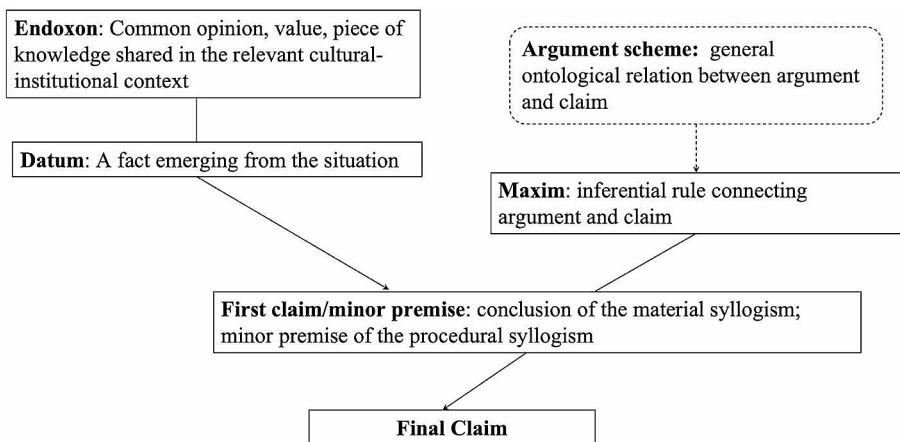 Endoxon: Common opinion, value, piece of
knowledge shared in the relevant cultural-
institutional context
Argument scheme: general
ontological relation between argument
and claim
Datum: A fact emerging from the situation
Maxim: inferential rule connecting
argument and claim
First claim/minor premise: conclusion of the material syllogism;
minor premise of the procedural syllogism
Final Claim